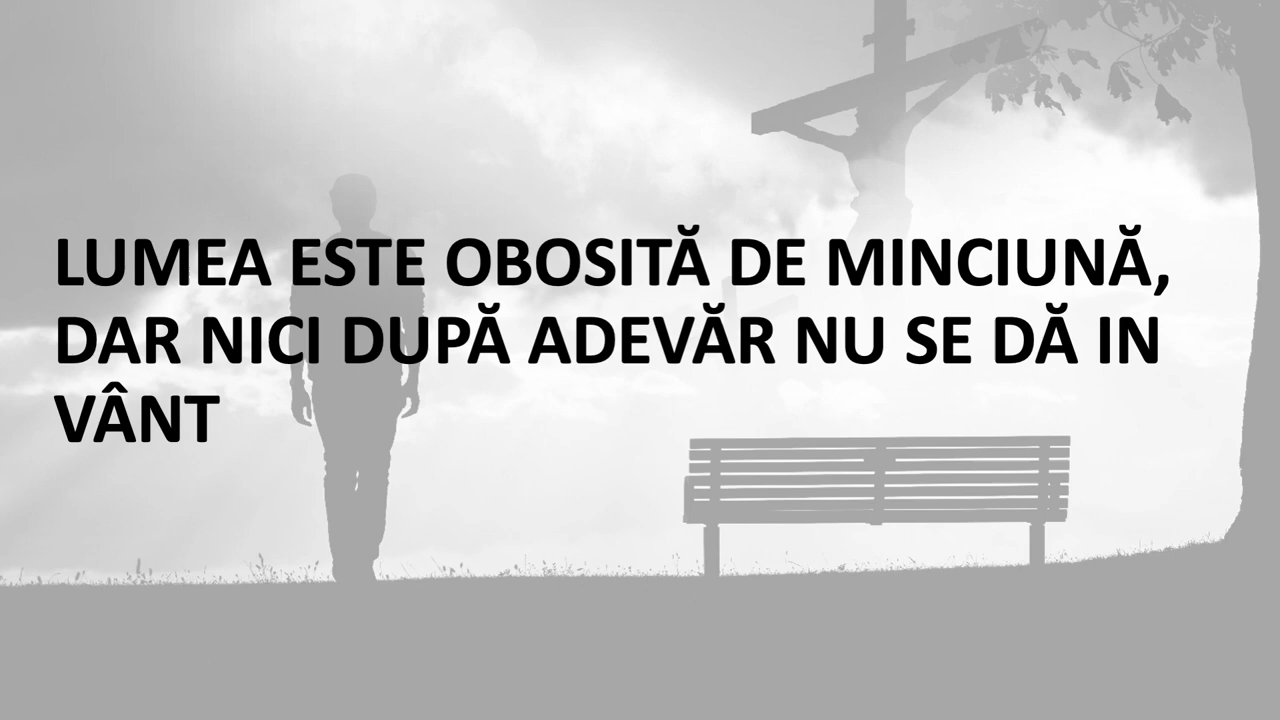 LUMEA ESTE OBOSITĂ DE MINCIUNĂ,
DAR NICI DUPĂ ADEVĂR NU SE DĂ IN
VÂNT